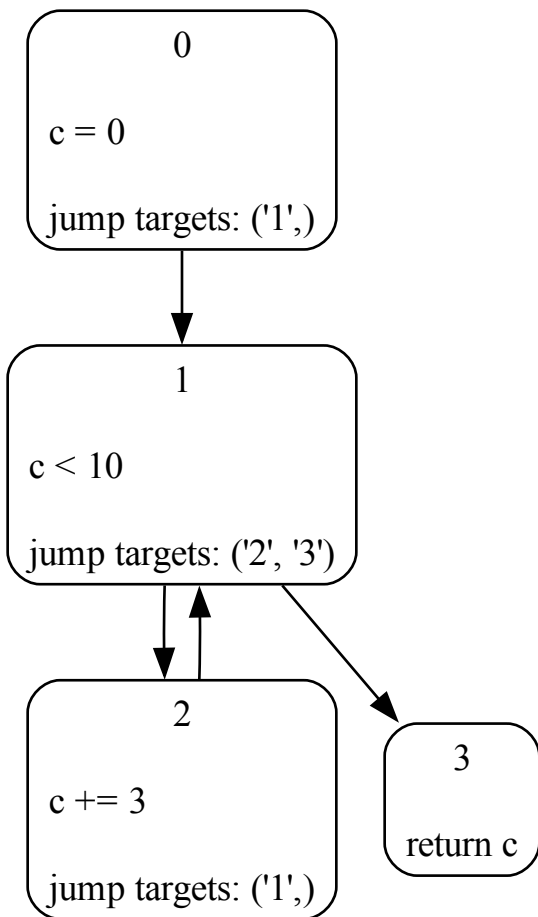 0
c = 0
jump targets: ('1',)
1
c < 10
jump targets: ('2', '3')
2
c += 3
jump targets: ('1',)
3
return c